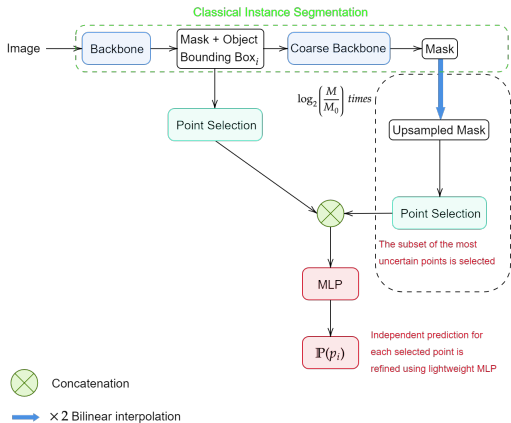 Classical Instance Segmentation
Image
Backbone
Mask + Object
Bounding Box_i
Coarse Backbone
Mask
log₂(M/M₀) times
Point Selection
Upsampled Mask
Point Selection
The subset of the most
uncertain points is selected
MLP
ℙ(p_i)
Independent prediction for
each selected point is
refined using lightweight MLP
Concatenation
×2 Bilinear interpolation